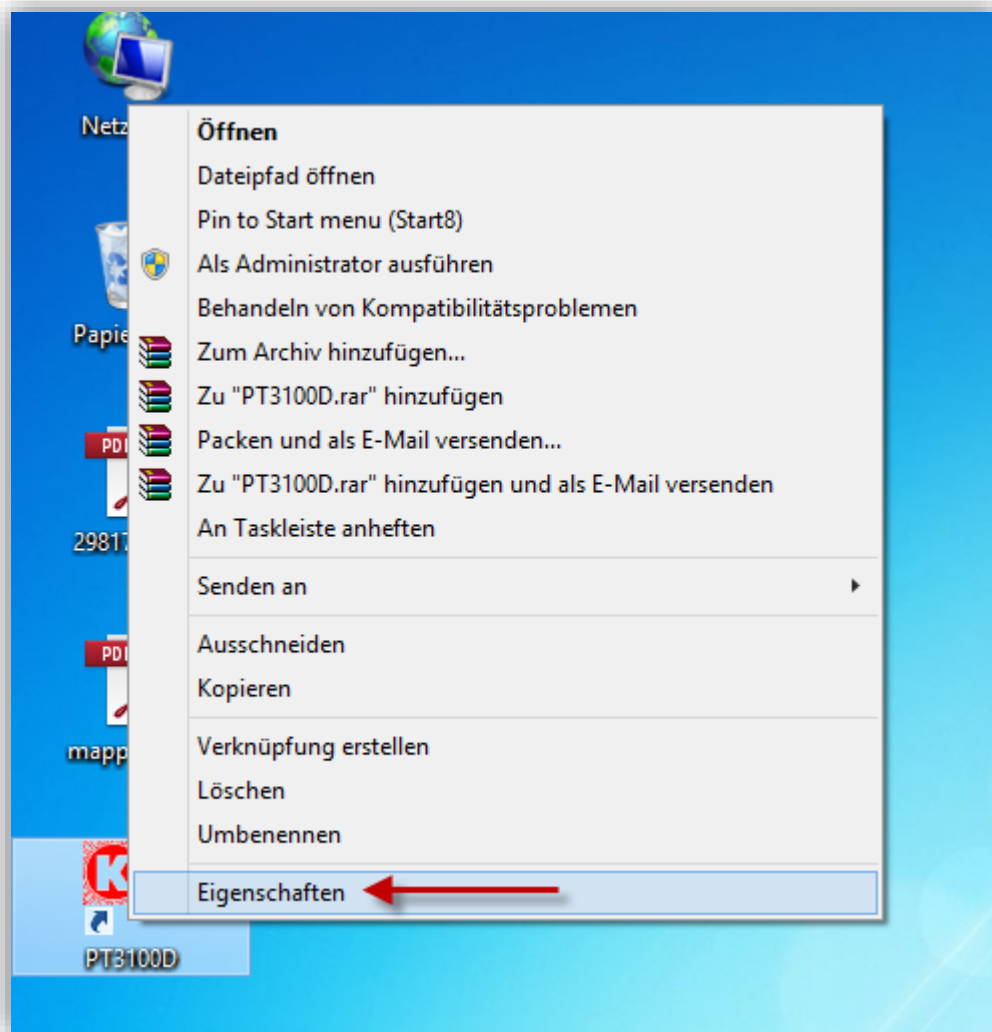 Netz
Öffnen
Dateipfad öffnen
Pin to Start menu (Start8)
Als Administrator ausführen
Behandeln von Kompatibilitätsproblemen
Papie
Zum Archiv hinzufügen...
Zu "PT3100D.rar" hinzufügen
PD
Packen und als E-Mail versenden...
Zu "PT3100D.rar" hinzufügen und als E-Mail versenden
An Taskleiste anheften
2981
Senden an
Ausschneiden
PD
Kopieren
Verknüpfung erstellen
mapp
Löschen
Umbenennen
K
Eigenschaften
PT3100D